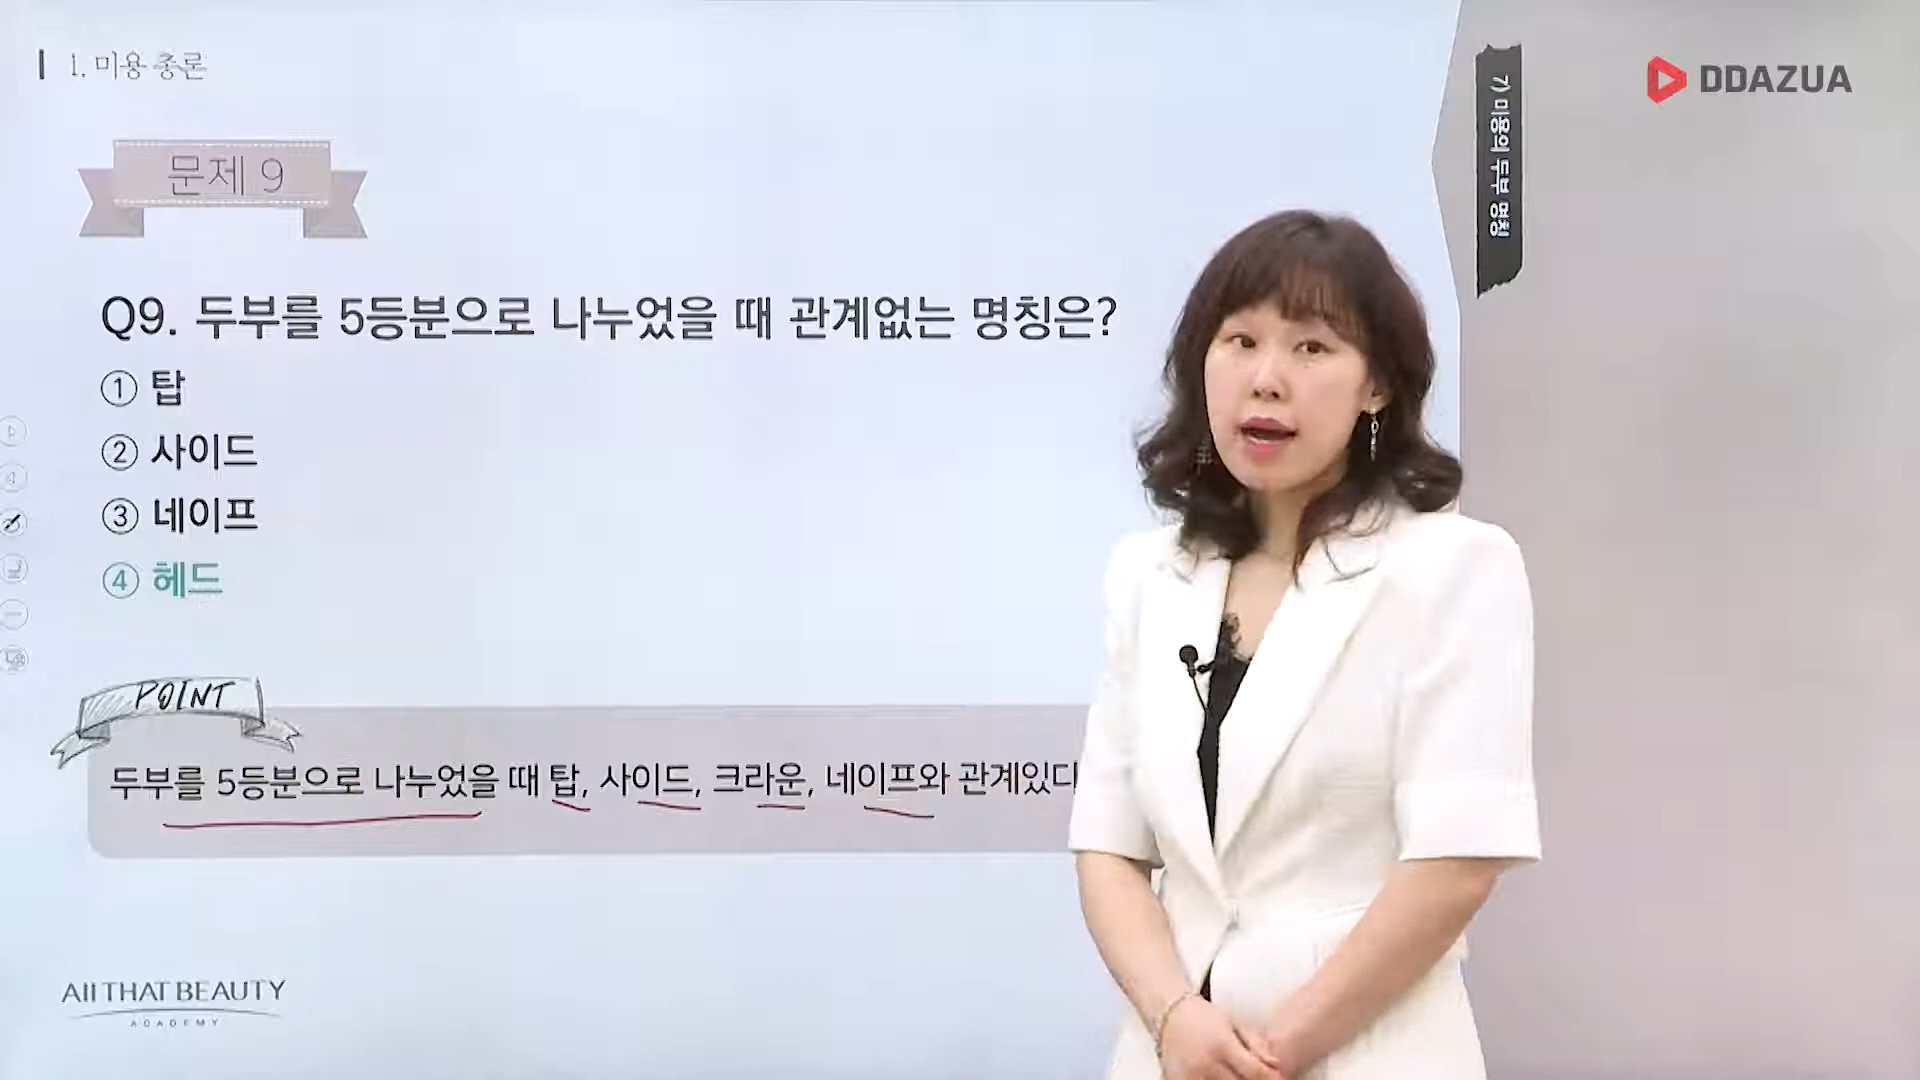 1. 미용 총론
DDAZUA
7) 미용의 두부 명칭
문제 9
Q9. 두부를 5등분으로 나누었을 때 관계없는 명칭은?
① 탑
② 사이드
③ 네이프
④ 헤드
POINT
두부를 5등분으로 나누었을 때 탑, 사이드, 크라운, 네이프와 관계있다
All THAT BEAUTY
ACADEMY